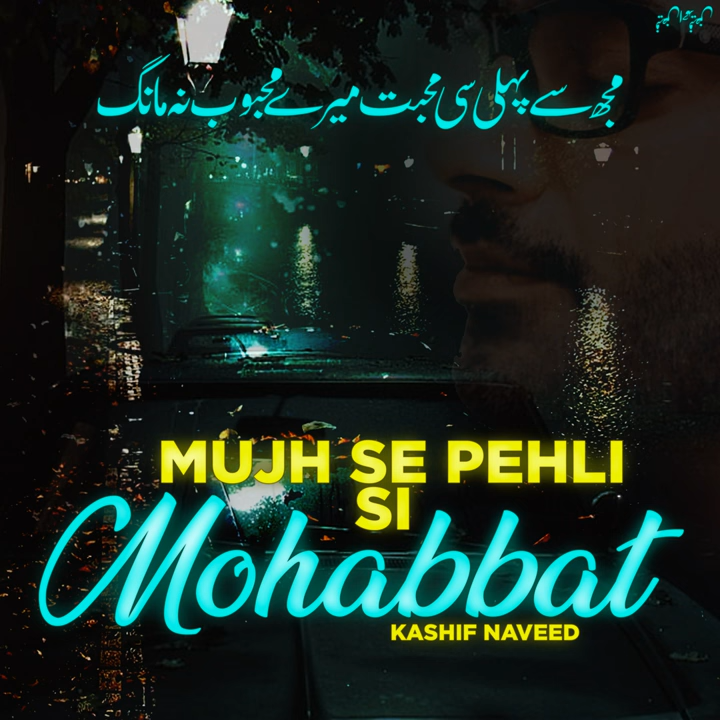 مجھ سے پہلی سی محبت میرے محبوب نہ مانگ
MUJH SE PEHLI
SI
Mohabbat
KASHIF NAVEED